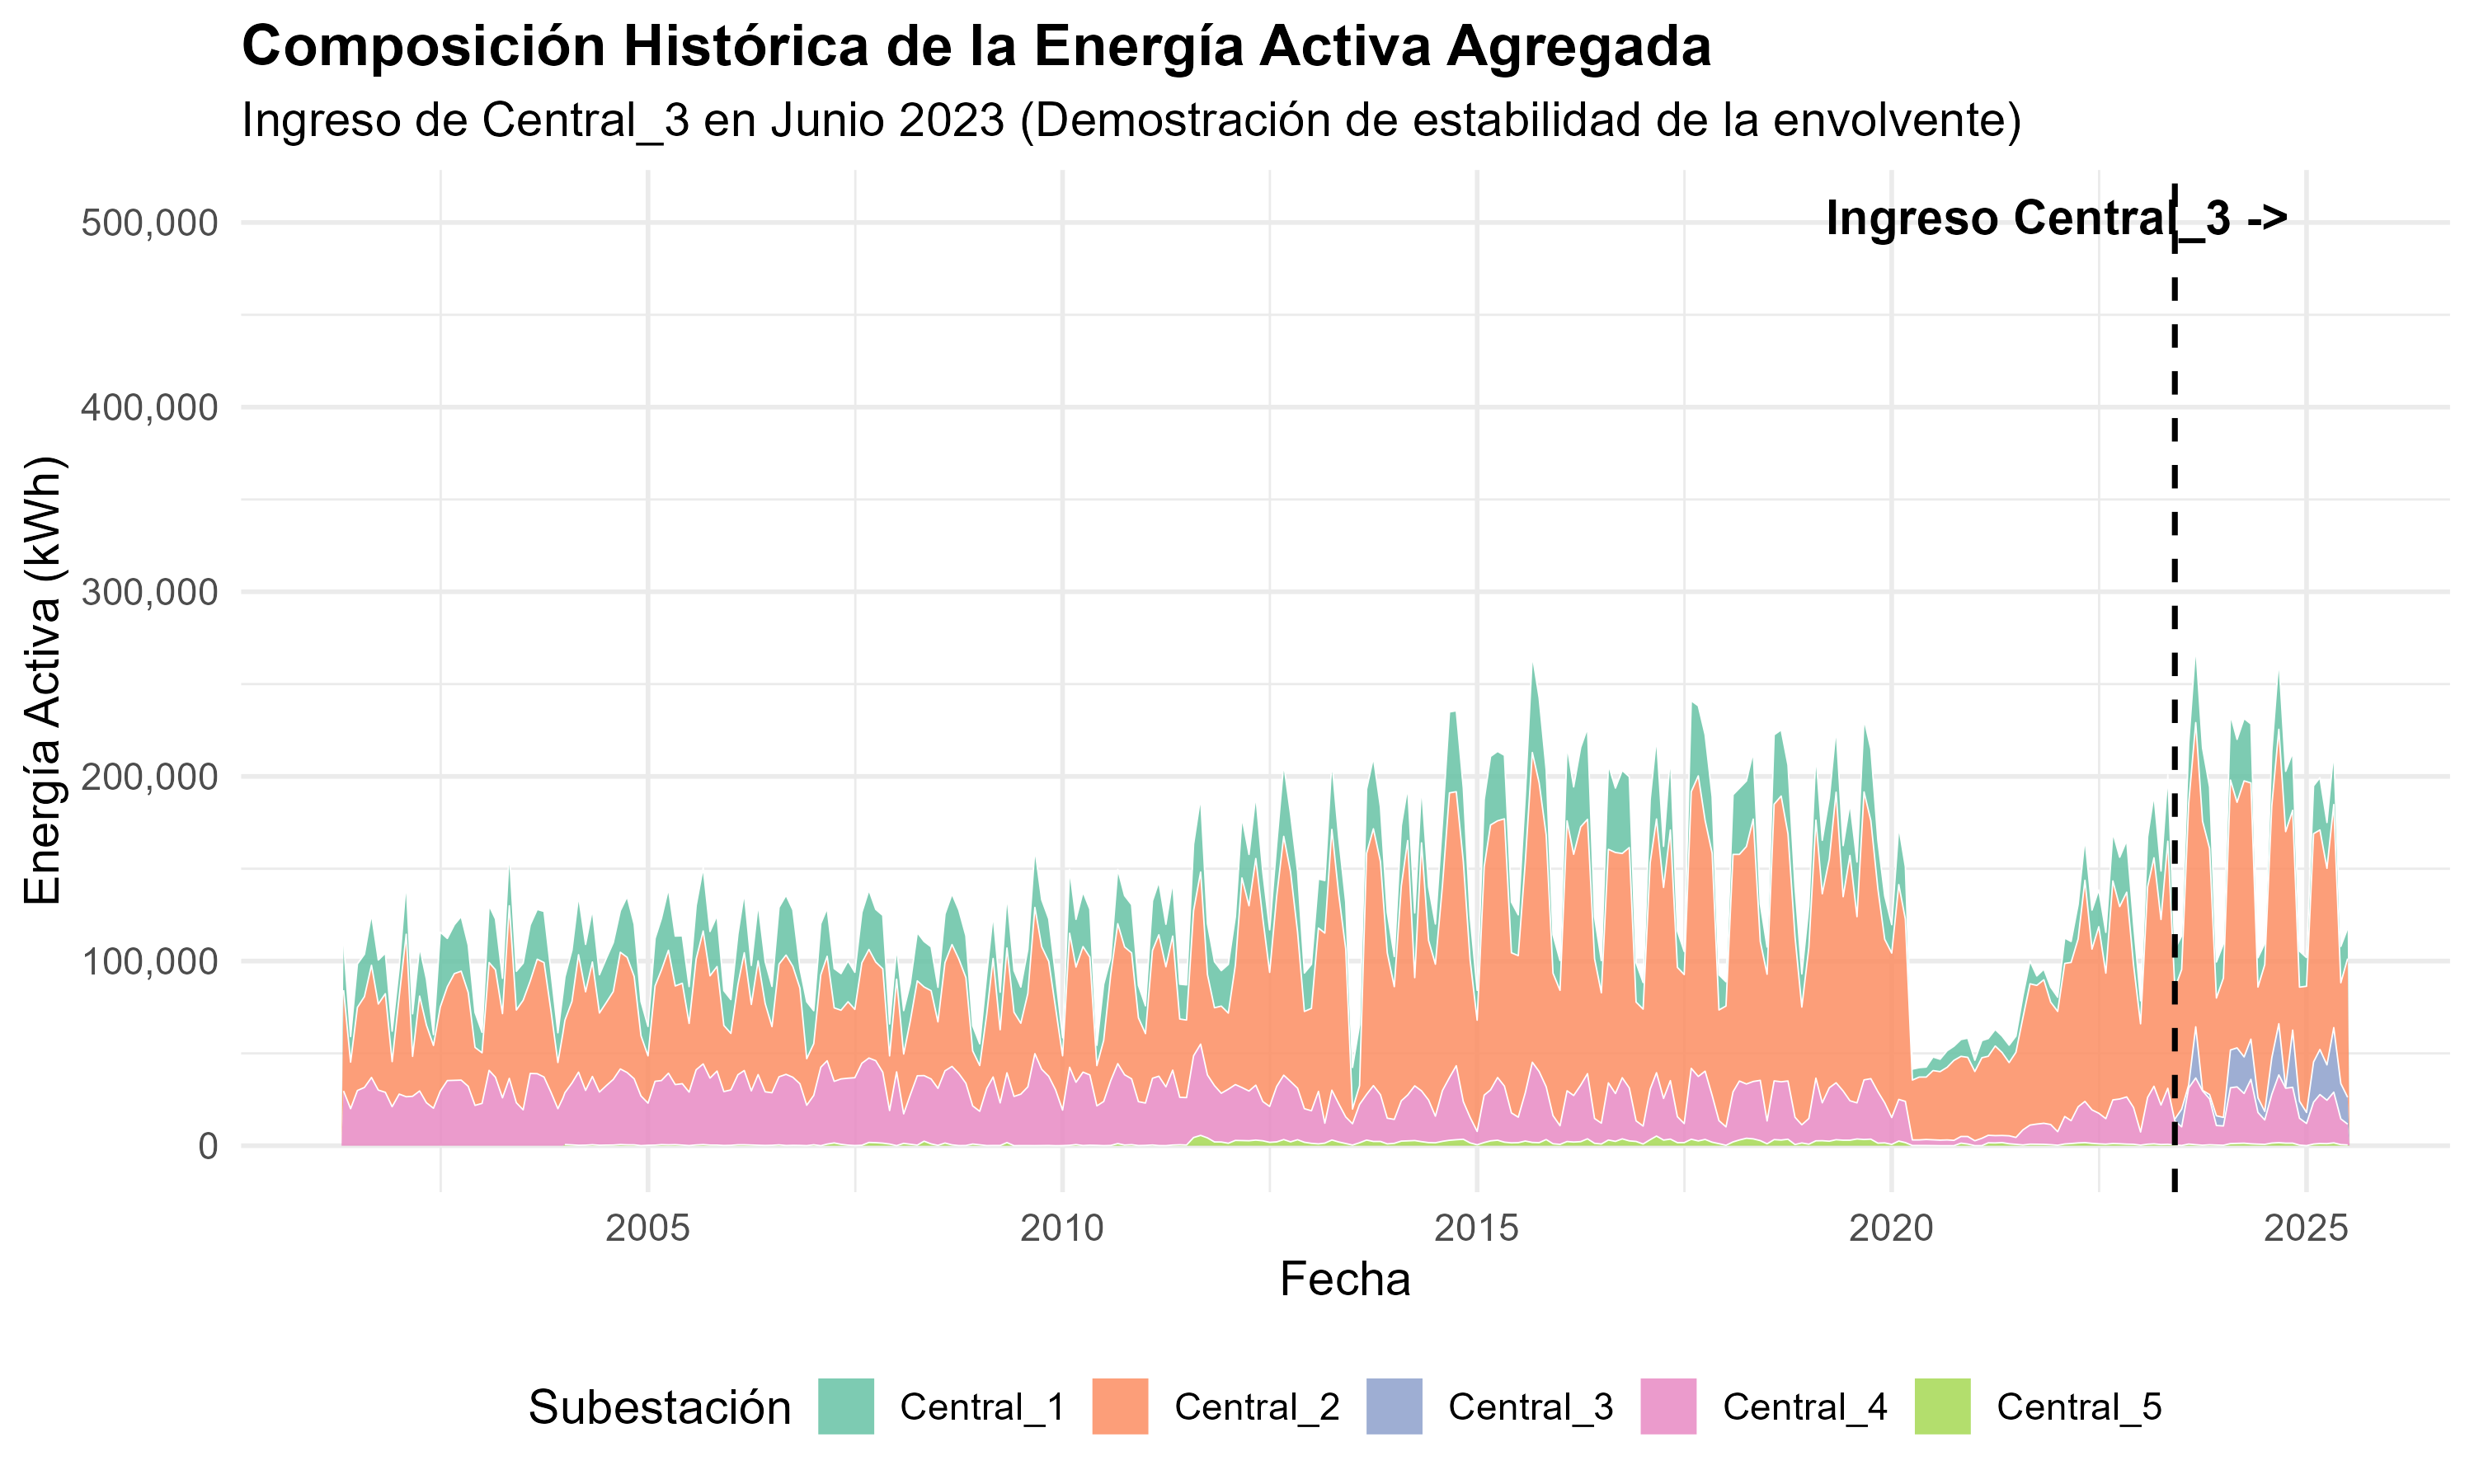 Composición Histórica de la Energía Activa Agregada
Ingreso de Central_3 en Junio 2023 (Demostración de estabilidad de la envolvente)
Ingreso Central_3 ->
Energía Activa (kWh)
500,000
400,000
300,000
200,000
100,000
0
2005 2010 2015 2020 2025
Fecha
Subestación Central_1 Central_2 Central_3 Central_4 Central_5